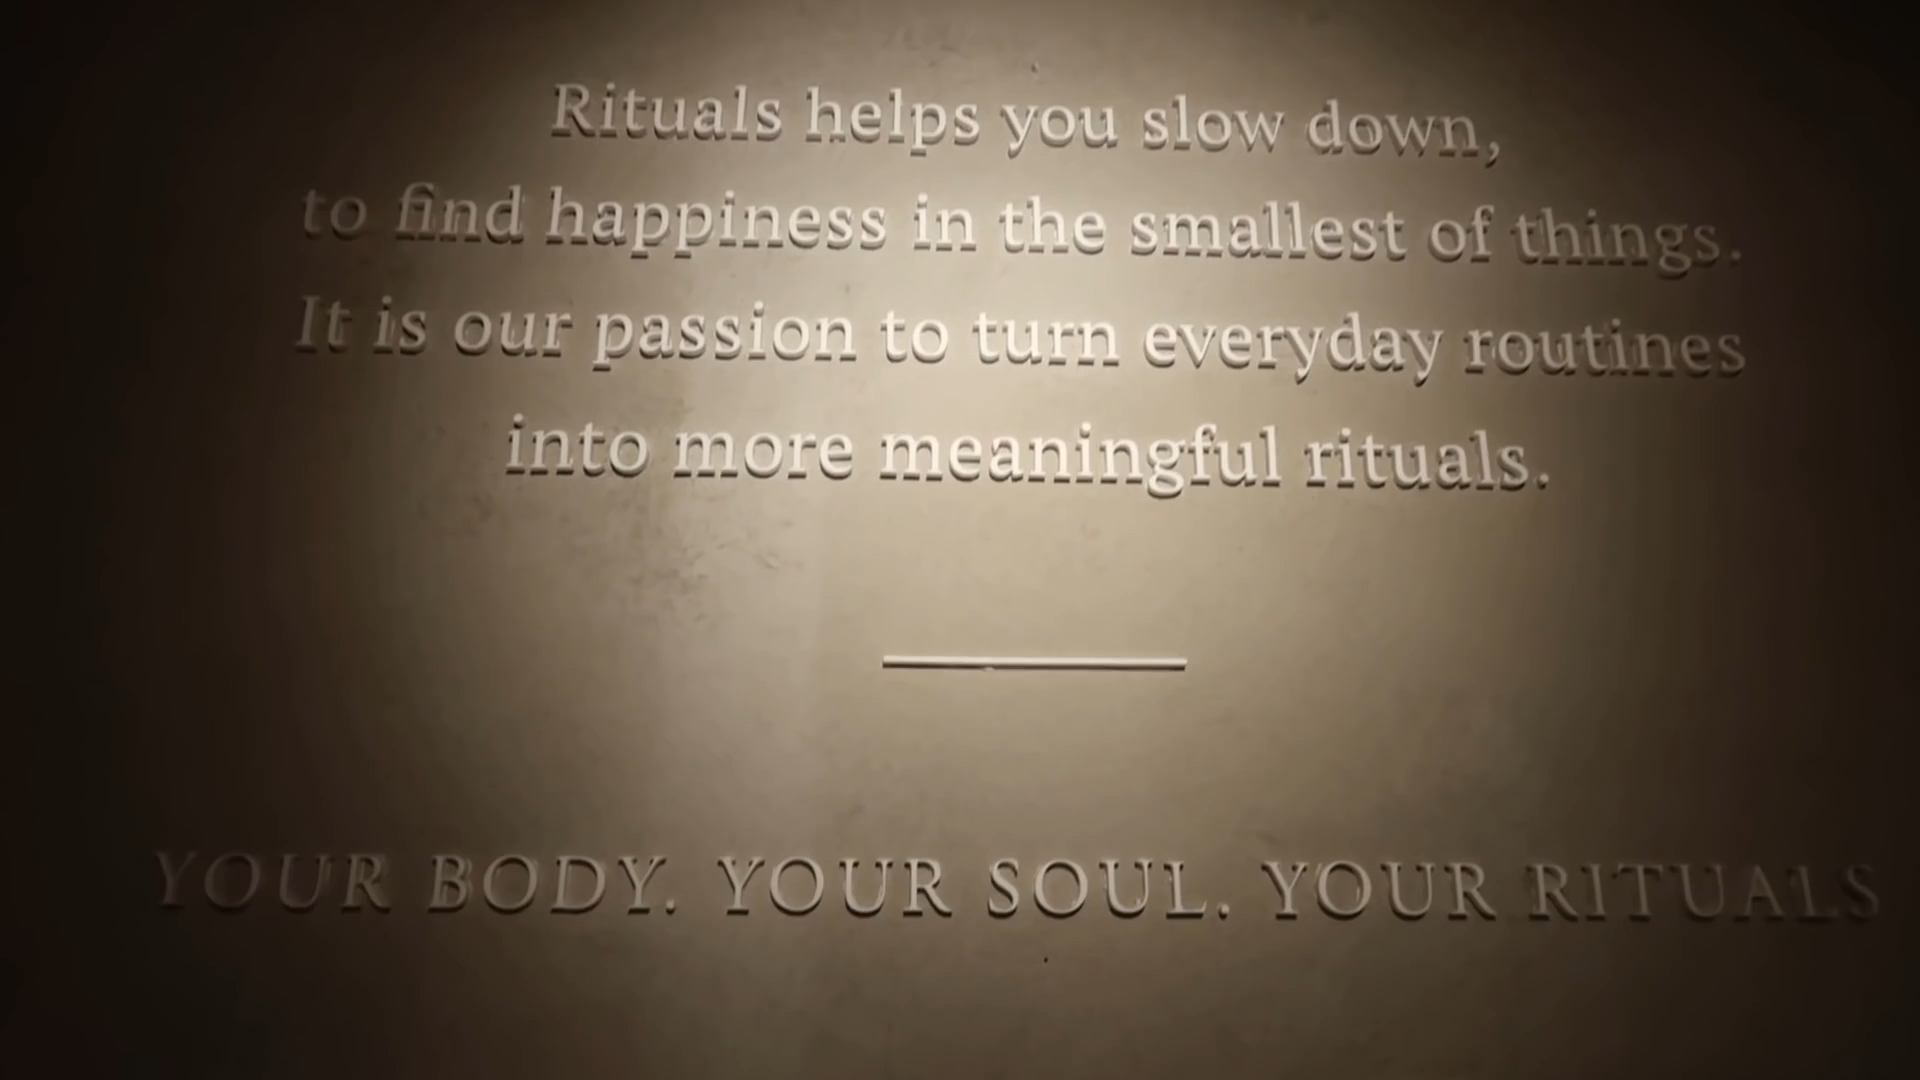 Rituals helps you slow down,
to find happiness in the smallest of things.
It is our passion to turn everyday routines
into more meaningful rituals.
YOUR BODY. YOUR SOUL. YOUR RITUALS